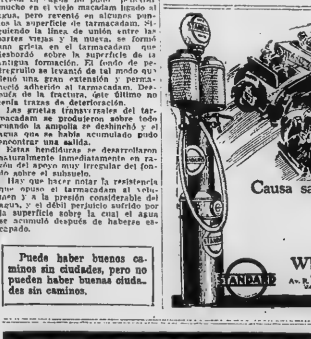 mucho en el viejo macadam ligado al
agua, pero reventó en algunos pun-
tos la superficie de tarmacadam. Si-
guiendo la línea de unión entre las
partes viejas y la nueva, se formó
una grieta en el tarmacadam que
desbordó sobre la superficie de la
antigua formación. El fondo de pe-
dregrullo se levantó de tal modo que
llenó una gran extensión y perma-
neció adherido al tarmacadam. Des-
pués de la fractura, este último no
tenía trazas de deterioración.
Las grietas transversales del tar-
macadam se produjeron sobre todo
cuando la ampolla se deshinchó y el
agua que se había acumulado pudo
encontrar una salida.
Estas hendiduras se desarrollaron
naturalmente inmediatamente en ra-
zón del apoyo muy irregular del fon-
do sobre el subsuelo.
Hay que hacer notar la resistencia
que opuso el tarmacadam al volu-
men y a la presión considerable del
agua, y el débil perjuicio sufrido por
la superficie sobre la cual el agua
se acumuló después de haberse es-
capado.
Puede haber buenos ca-
minos sin ciudades, pero no
pueden haber buenas ciuda-
des sin caminos.
Causa sa
STANDARD
W
Av. R.